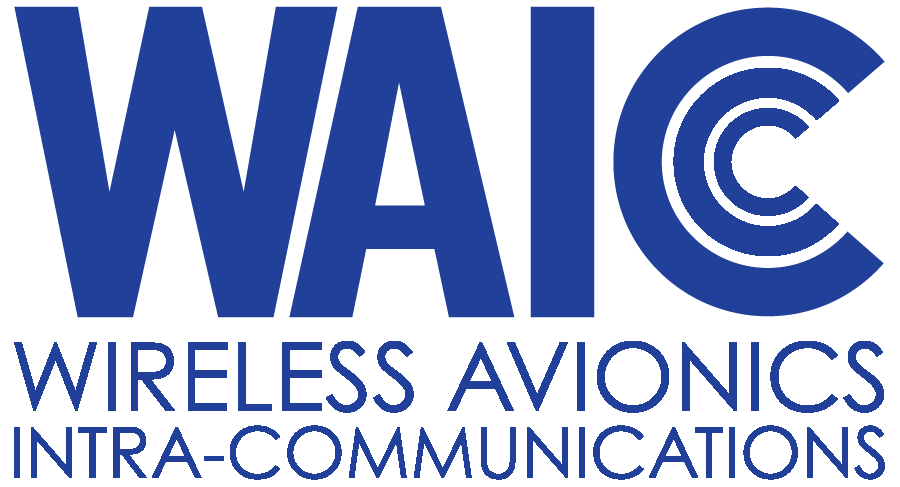 WAIC
WIRELESS AVIONICS
INTRA-COMMUNICATIONS